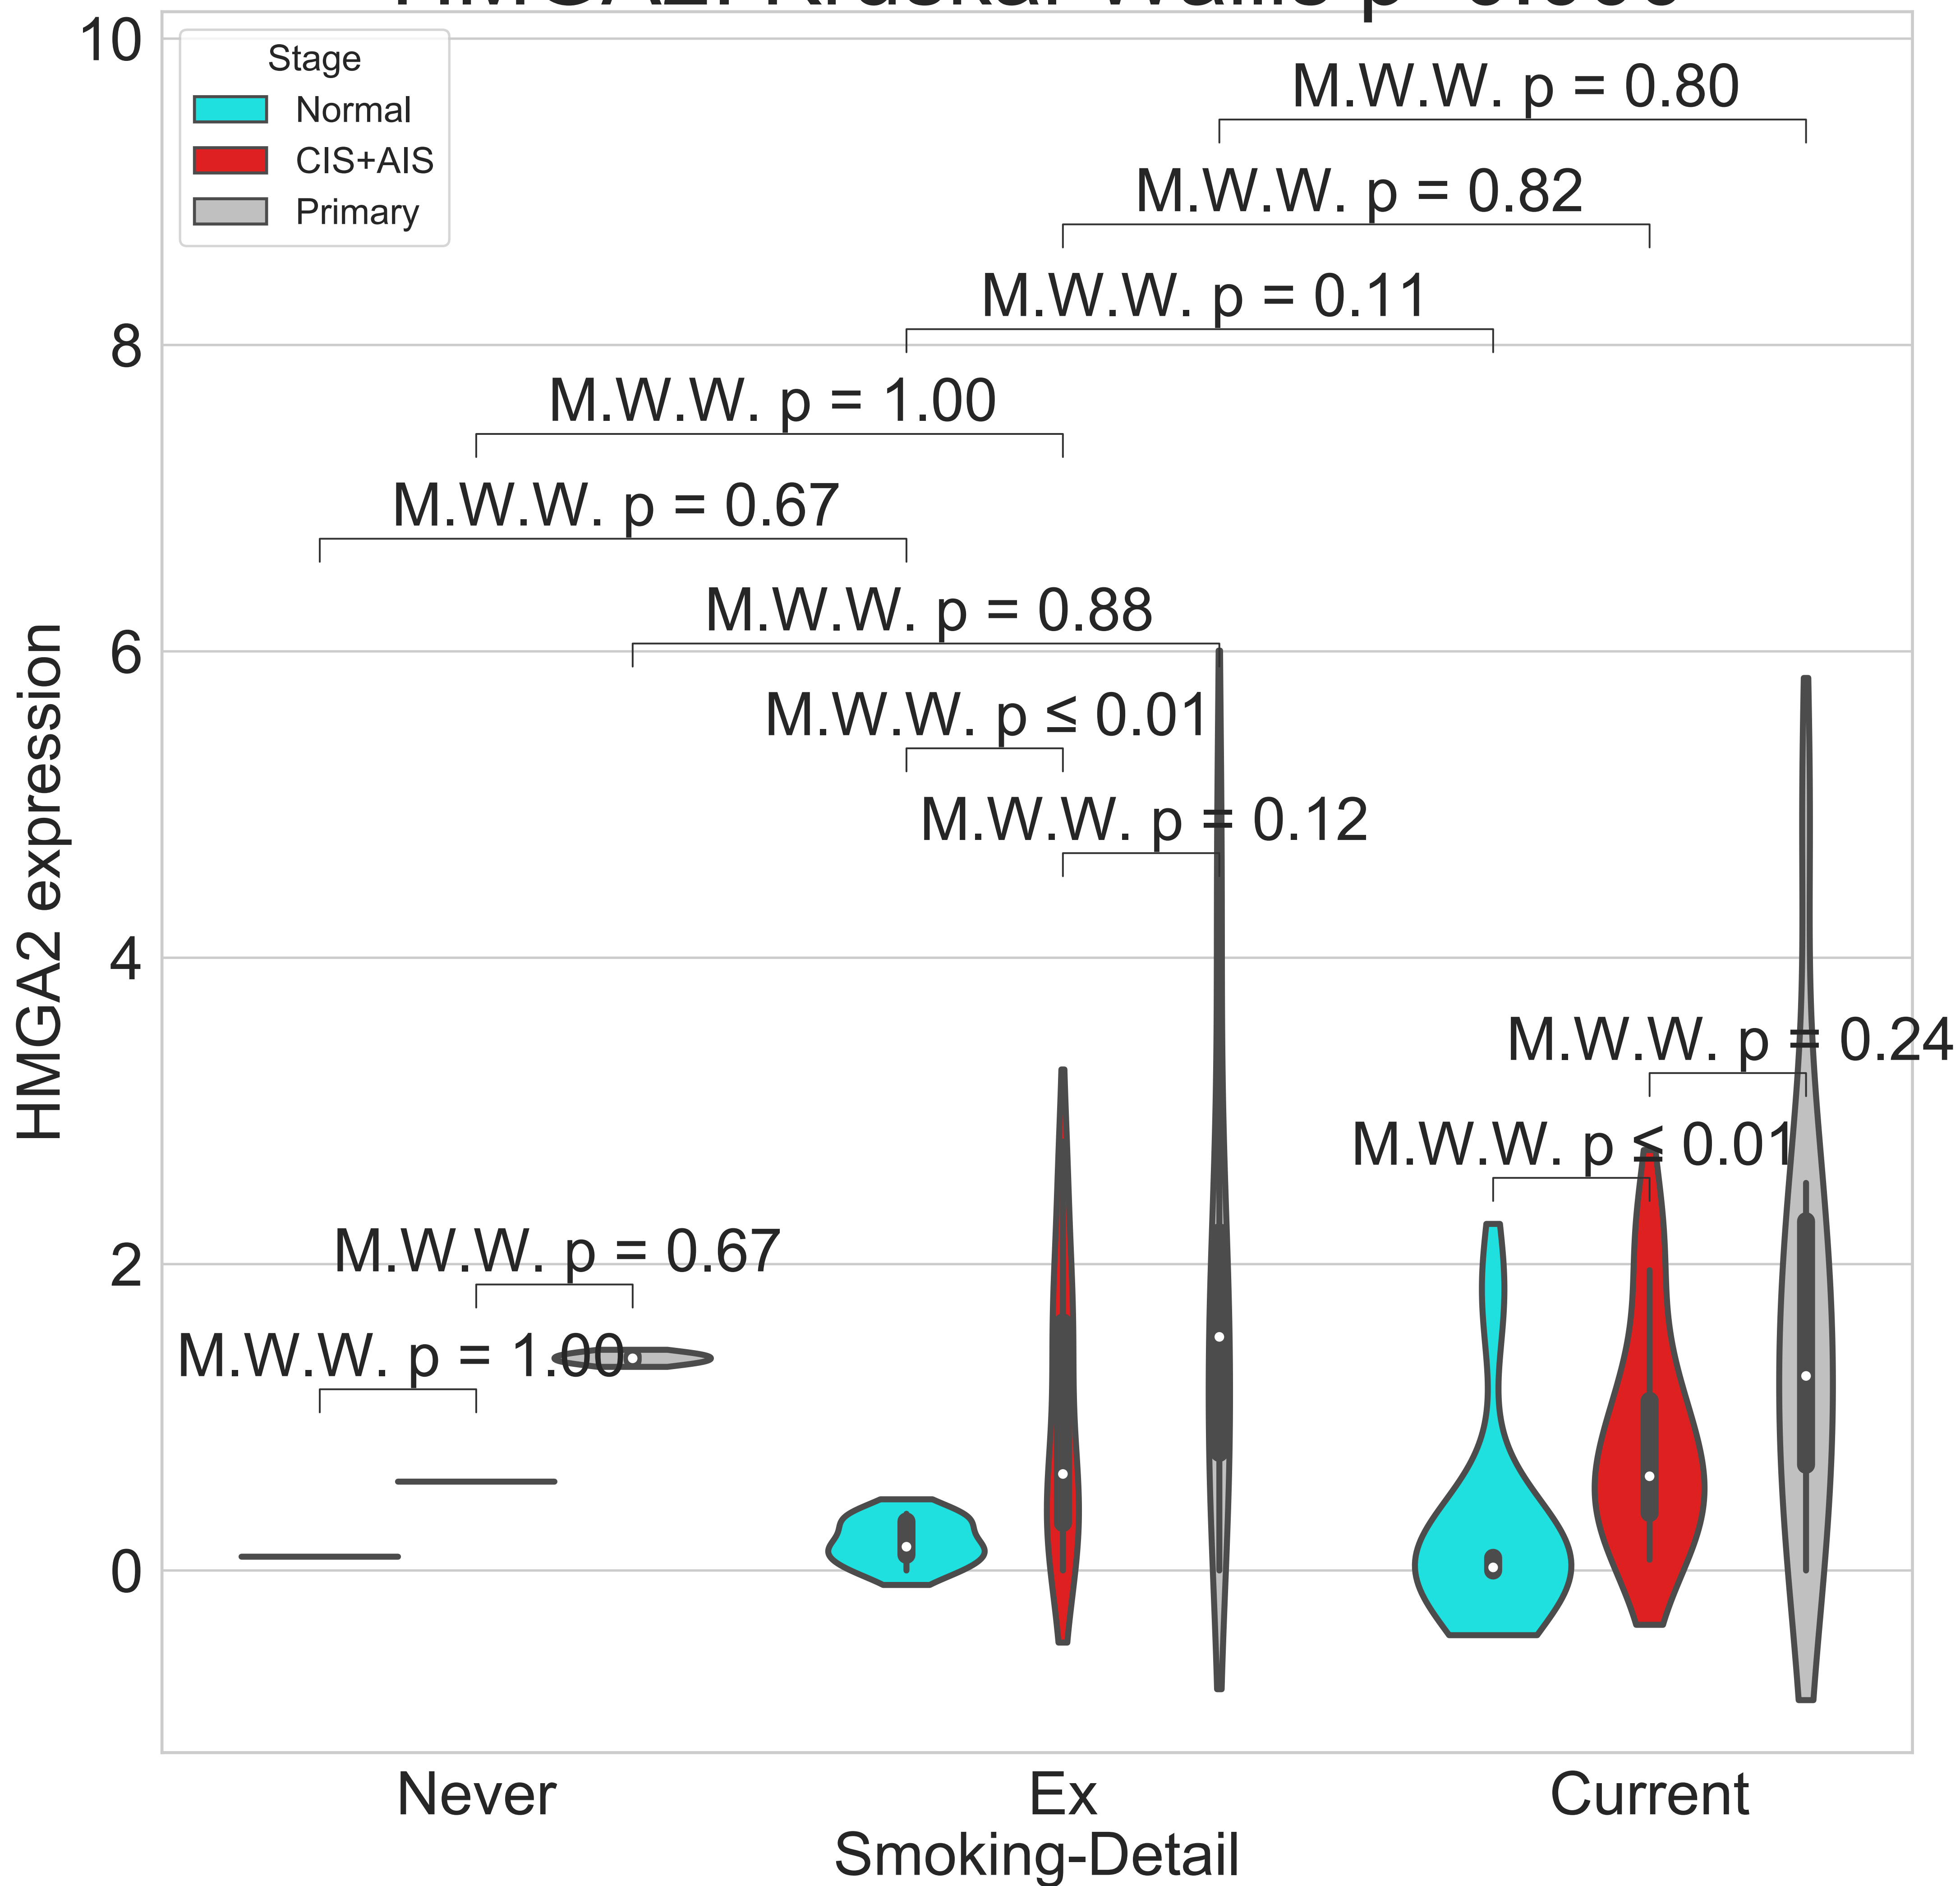 10
8
6
4
2
0
HMGA2 expression
Stage
Normal
CIS+AIS
Primary
M.W.W. p = 0.80
M.W.W. p = 0.82
M.W.W. p = 0.11
M.W.W. p = 1.00
M.W.W. p = 0.67
M.W.W. p = 0.88
M.W.W. p ≤ 0.01
M.W.W. p = 0.12
M.W.W. p = 0.24
M.W.W. p ≤ 0.01
M.W.W. p = 0.67
M.W.W. p = 1.00
Never
Ex
Current
Smoking-Detail